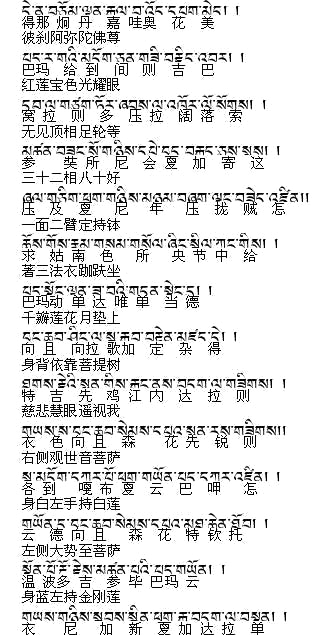 དེ་ན་བཅོམ་ལྡན་རྒྱལ་བ་འོད་དཔག་མེད། །
得那 炯 丹 嘉 哇奥 花 美
彼刹阿弥陀佛尊
པད་རཱ་གའི་མདོག་ཅན་གཟི་བརྗིད་འབར། །
巴玛 给 到 间 则 吉 巴
红莲宝色光耀眼
དབུ་ལ་གཙུག་ཏོར་ཞབས་ལ་འཁོར་ལོ་སོགས། །
窝 拉 则 多 压 拉 阔 落 索
无见顶相足轮等
མཚན་བཟང་སོ་གཉིས་དཔེ་བྱད་བརྒྱད་ཅུས་སྤྲས། །
参 奘 所 尼 会 夏 加 寄 这
三十二相八十好
ཞལ་གཅིག་ཕྱག་གཉིས་མཉམ་བཞག་ལྷུང་བཟེད་འཛིན།།
压 及 夏 尼 年 压 拢 贼 怎
一面二臂定持钵
ཆོས་གོས་རྣམ་གསུམ་གསོལ་ཞིང་སྐྱིལ་ཀྲུང་གིས། །
求 姑 南 色 所 央 节 中 给
著三法衣跏趺坐
པད་སྟོང་ལྡན་ཟླ་བའི་གདན་སྟེང་དུ། །
巴玛动 单 达 唯 单 当 德
千瓣莲花月垫上
བྱང་ཆུབ་ཤིང་ལ་སྐུ་རྒྱབ་བརྟེན་མཛད་དེ། །
向 且 向拉 歌加 定 杂 得
身背依靠菩提树
ཐུགས་རྗེའི་སྤྱན་གྱིས་རྒྱང་ནས་བདག་ལ་གཟིགས། །
特 吉 先 鸡 江 内 达 拉 则
慈悲慧眼遥视我
གཡས་སུ་བྱང་ཆུབ་སེམས་དཔའ་སྤྱན་རས་གཟིགས།།
衣 色 向 且 森 花 先 锐 则
右侧观世音菩萨
སྐུ་མདོག་དཀར་པོ་ཕྱག་གཡོན་པད་དཀར་འཛིན། །
各 到 嘎 布 夏 云 巴 呷 怎
身白左手持白莲
གཡོན་དུ་བྱང་ཆུབ་སེམས་དཔའ་མཐུ་ཆེན་ཐོབ། །
云 德 向 且 森 花 特 钦 托
左侧大势至菩萨
སྔོན་པོ་རྡོ་རྗེས་མཚན་པའི་པད་གཡོན། །
温 波多 吉 参 毕 巴玛 云
身蓝左持金刚莲
གཡས་གཉིས་སྐྱབས་སྦྱིན་ཕྱག་རྒྱ་བདག་ལ་བསྟན། །
衣 尼 加 新 夏 加 达 拉 单